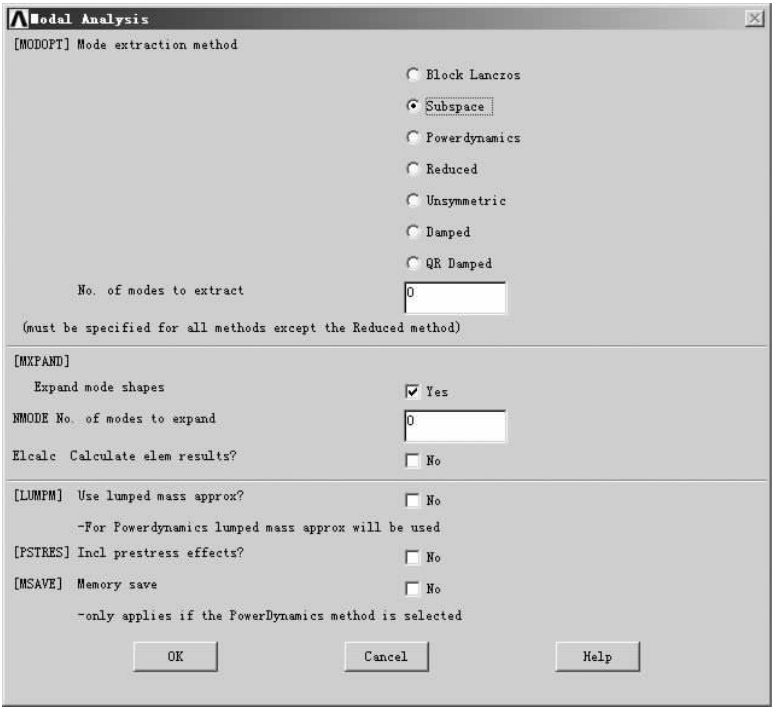 Modal Analysis
[MODOPT] Mode extraction method
Block Lanczos
Subspace
Powerdynamics
Reduced
Unsymmetric
Damped
QR Damped
No. of modes to extract 0
(must be specified for all methods except the Reduced method)
[MXPAND]
Expand mode shapes Yes
NMODE No. of modes to expand 0
Elcalc Calculate elem results? No
[LUMPM] Use lumped mass approx? No
-For Powerdynamics lumped mass approx will be used
[PSTRES] Incl prestress effects? No
[MSAVE] Memory save No
-only applies if the PowerDynamics method is selected
OK Cancel Help